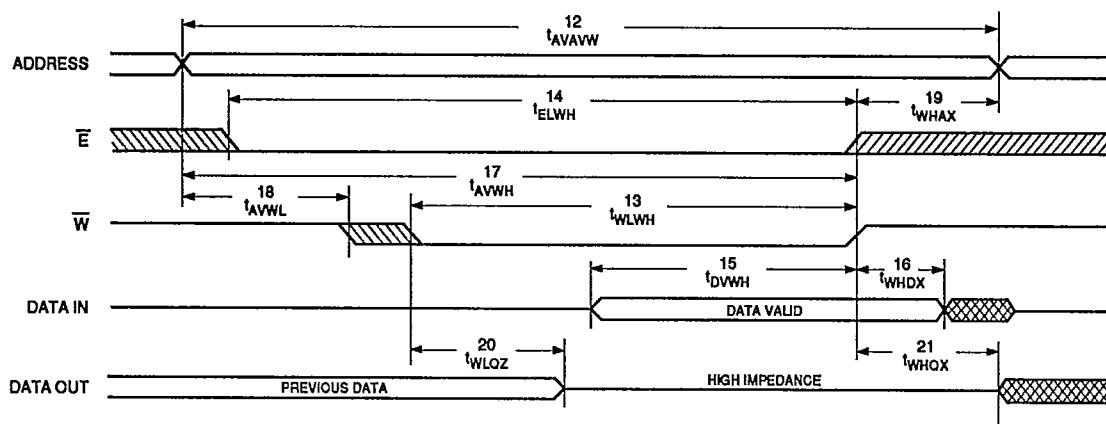 12
tAVAVW
ADDRESS
14
tELWH
19
tWHAX
E
17
tAVWH
18
tAVWL
13
tWLWH
W
15
tDVWH
16
tWHDX
DATA IN
DATA VALID
20
tWLQZ
21
tWHQX
DATA OUT
PREVIOUS DATA
HIGH IMPEDANCE